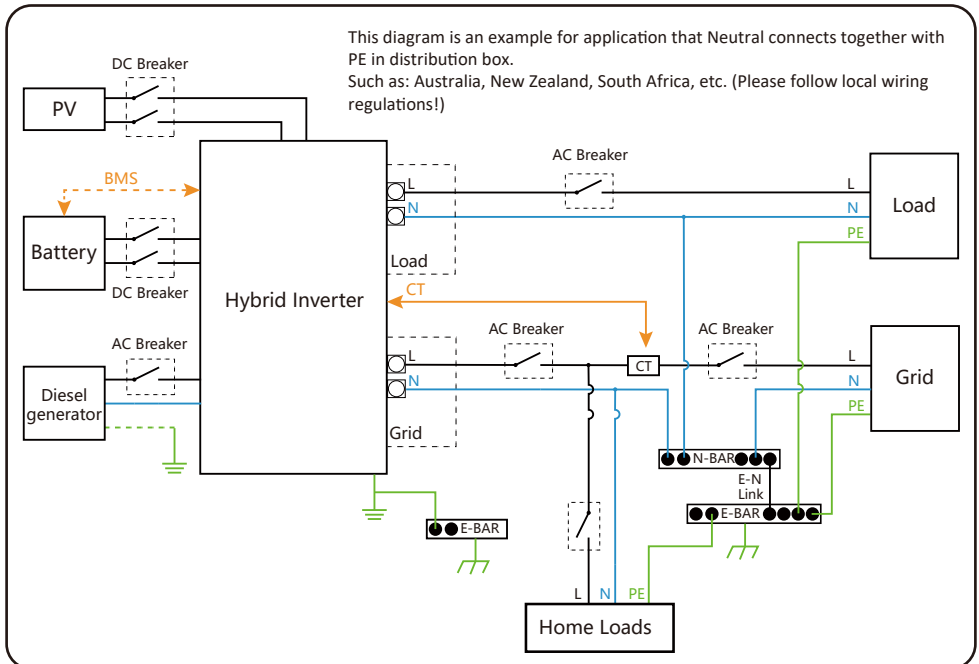 This diagram is an example for application that Neutral connects together with
PE in distribution box.
Such as: Australia, New Zealand, South Africa, etc. (Please follow local wiring
regulations!)
DC Breaker
PV
BMS
Battery
DC Breaker
AC Breaker
Diesel
generator
Hybrid Inverter
L
N
Load
AC Breaker
L
N
PE
Load
CT
L
N
Grid
AC Breaker
CT
AC Breaker
L
N
PE
Grid
N-BAR
E-N
Link
E-BAR
E-BAR
L
N
PE
Home Loads